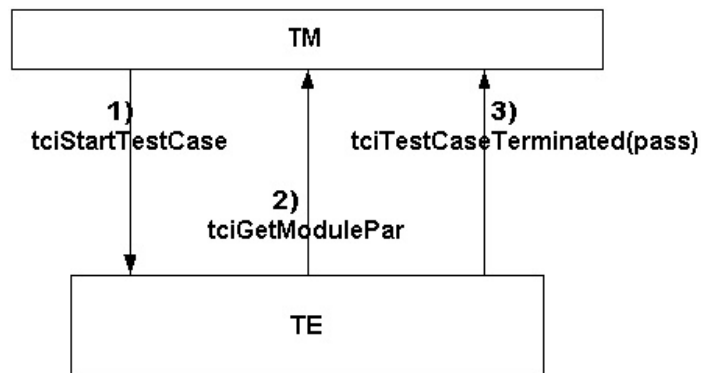 TM
1)
tciStartTestCase
3)
tciTestCaseTerminated(pass)
2)
tciGetModulePar
TE